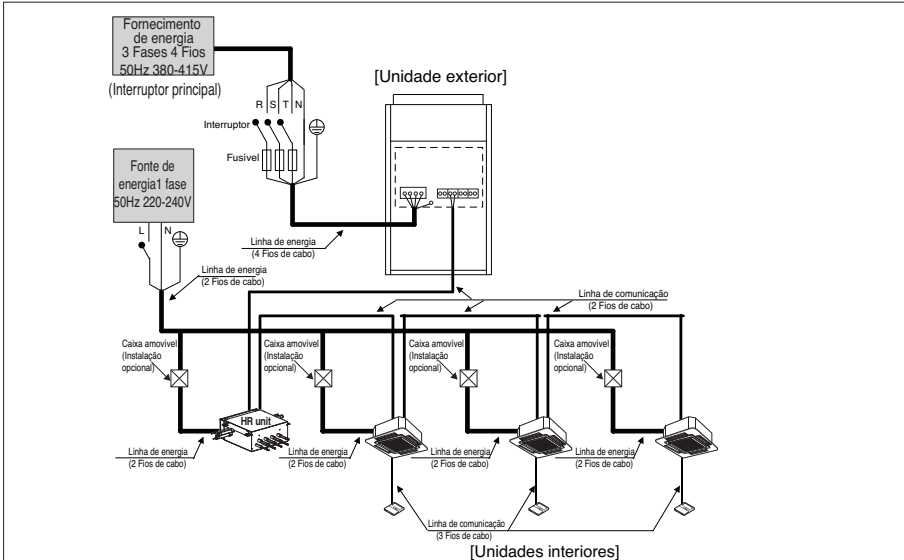 Fornecimento
de energia
3 Fases 4 Fios
50Hz 380-415V
(Interruptor principal)
[Unidade exterior]
R S T N
Interruptor
Fusível
Fonte de
energia1 fase
50Hz 220-240V
L N
Linha de energia
(4 Fios de cabo)
Linha de energia
(2 Fios de cabo)
Linha de comunicação
(2 Fios de cabo)
Caixa amovível
(Instalação
opcional)
Caixa amovível
(Instalação
opcional)
Caixa amovível
(Instalação
opcional)
Caixa amovível
(Instalação
opcional)
HR unit
Linha de energia
(2 Fios de cabo)
Linha de energia
(2 Fios de cabo)
Linha de energia
(2 Fios de cabo)
Linha de energia
(2 Fios de cabo)
Linha de comunicação
(3 Fios de cabo)
[Unidades interiores]